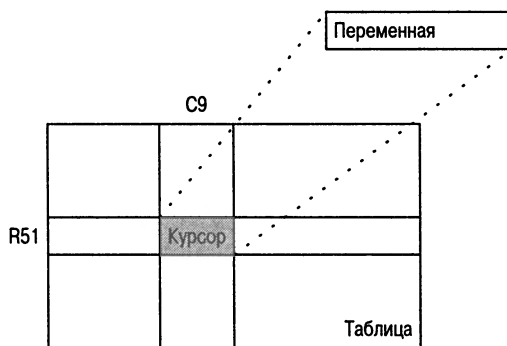 Переменная
C9
R51
Курсор
Таблица